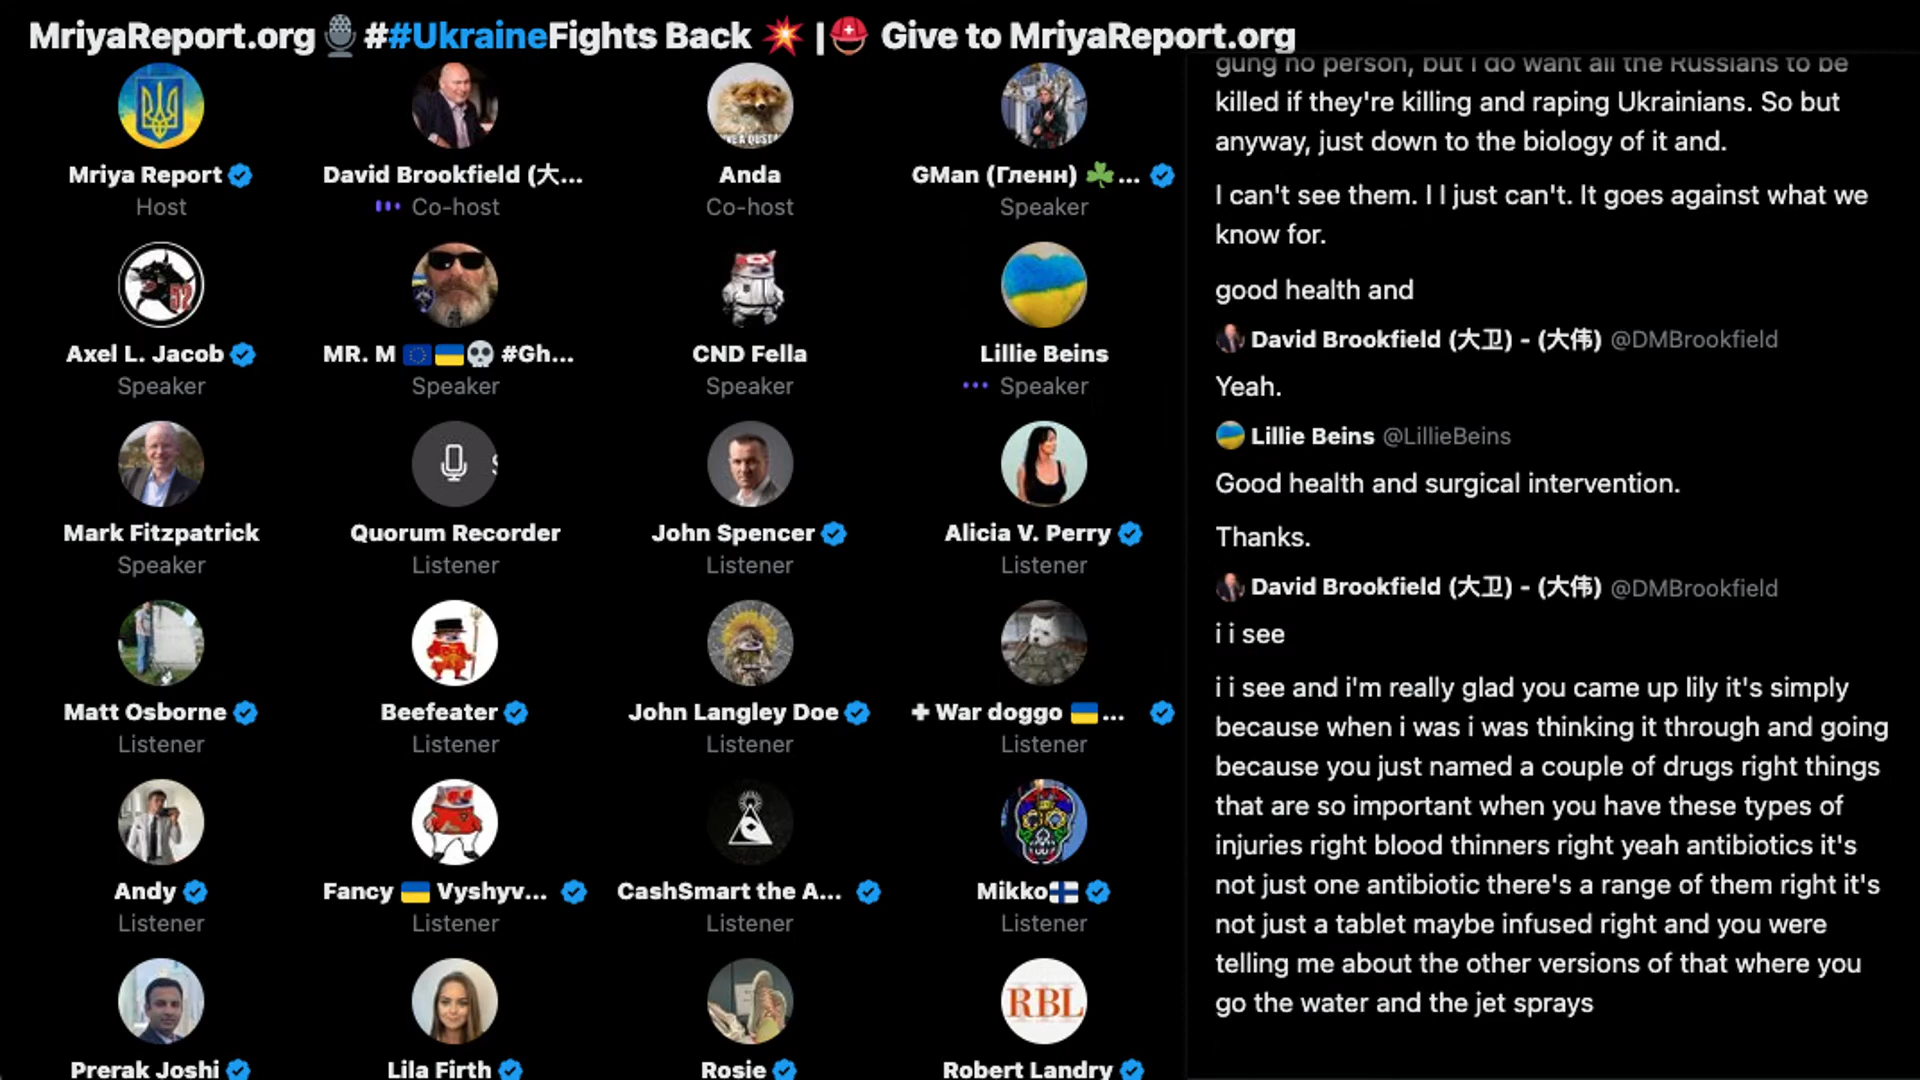 MriyaReport.org🎙️##UkraineFights Back 💥 |⛑️ Give to MriyaReport.org
Mriya Report
Host
David Brookfield (大...
Co-host
Anda
Co-host
GMan (Гленн) ☘️...
Speaker
Axel L. Jacob
Speaker
MR. M 🇪🇺🇺🇦💀 #Gh...
Speaker
CND Fella
Speaker
Lillie Beins
Speaker
52
Mark Fitzpatrick
Speaker
Quorum Recorder
Listener
John Spencer
Listener
Alicia V. Perry
Listener
Matt Osborne
Listener
Beefeater
Listener
John Langley Doe
Listener
✚ War doggo 🇺🇦...
Listener
Andy
Listener
Fancy 🇺🇦 Vyshyv...
Listener
CashSmart the A...
Listener
Mikko🇫🇮
Listener
RBL
Prerak Joshi
Lila Firth
Rosie
Robert Landry
gung ho person, but I do want all the Russians to be
killed if they're killing and raping Ukrainians. So but
anyway, just down to the biology of it and.
I can't see them. I I just can't. It goes against what we
know for.
good health and
David Brookfield (大卫) - (大伟) @DMBrookfield
Yeah.
Lillie Beins @LillieBeins
Good health and surgical intervention.
Thanks.
David Brookfield (大卫) - (大伟) @DMBrookfield
i i see
i i see and i'm really glad you came up lily it's simply
because when i was i was thinking it through and going
because you just named a couple of drugs right things
that are so important when you have these types of
injuries right blood thinners right yeah antibiotics it's
not just one antibiotic there's a range of them right it's
not just a tablet maybe infused right and you were
telling me about the other versions of that where you
go the water and the jet sprays